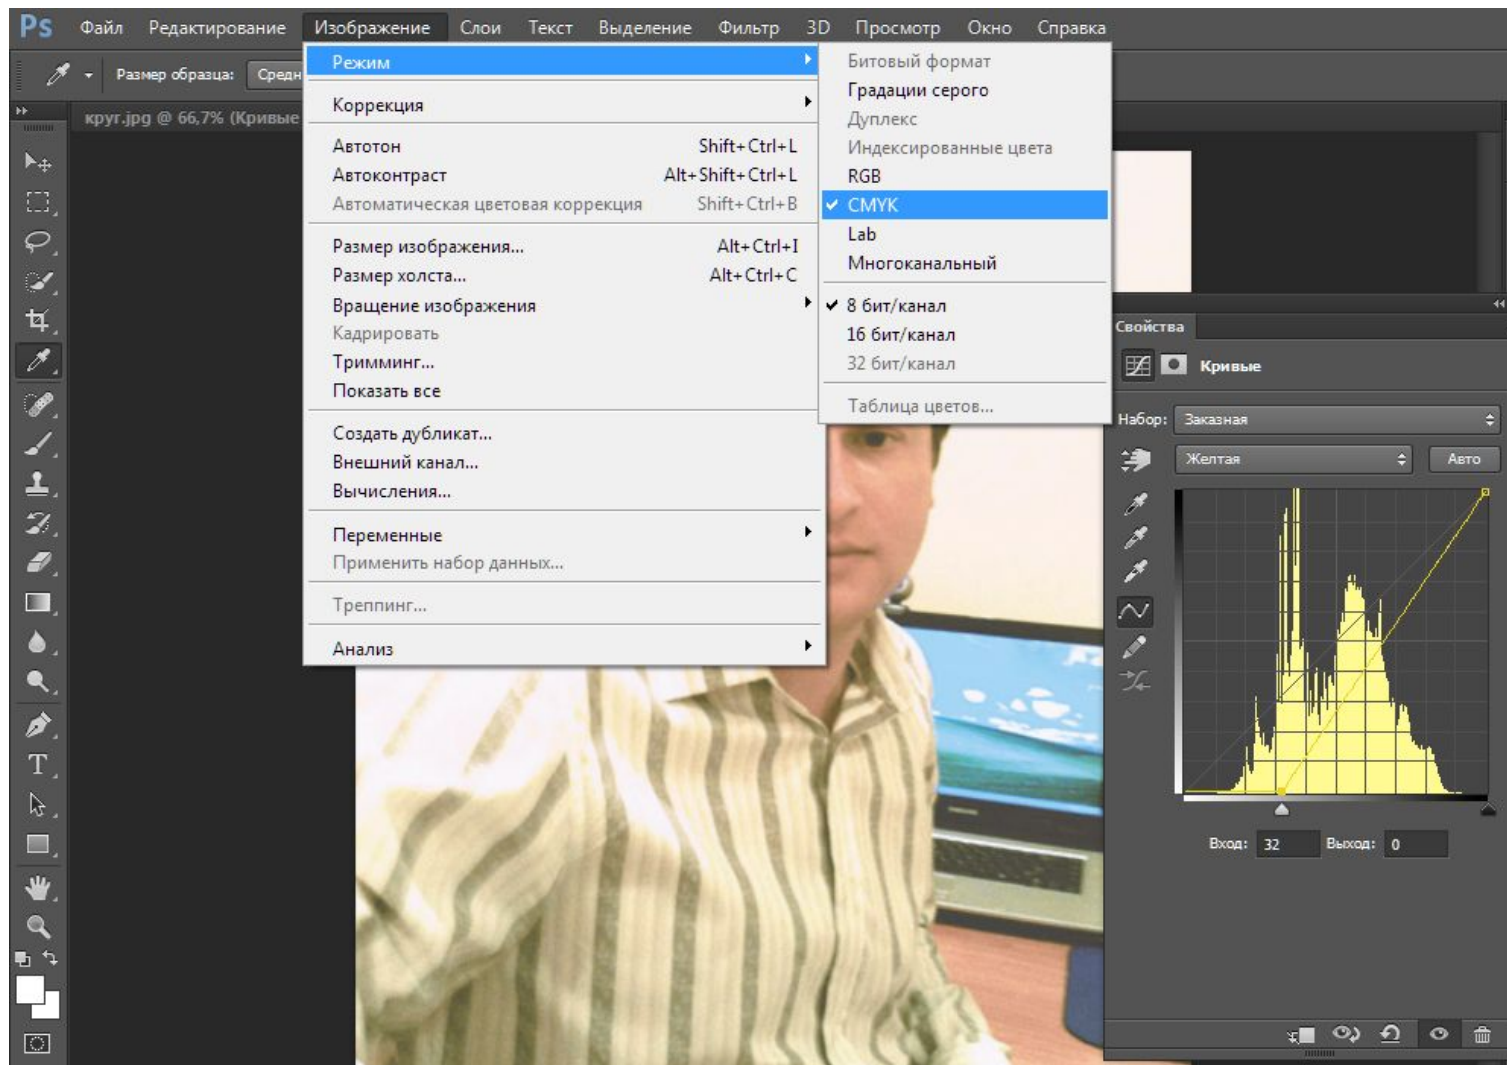 Ps Файл Редактирование Изображение Слои Текст Выделение Фильтр 3D Просмотр Окно Справка
Размер образца: Средн
круг.jpg @ 66,7% (Кривые
Режим
Коррекция
Автотон Shift+Ctrl+L
Автоконтраст Alt+Shift+Ctrl+L
Автоматическая цветовая коррекция Shift+Ctrl+B
Размер изображения... Alt+Ctrl+I
Размер холста... Alt+Ctrl+C
Вращение изображения
Кадрировать
Тримминг...
Показать все
Создать дубликат...
Внешний канал...
Вычисления...
Переменные
Применить набор данных...
Треппинг...
Анализ
Битовый формат
Градации серого
Дуплекс
Индексированные цвета
RGB
CMYK
Lab
Многоканальный
8 бит/канал
16 бит/канал
32 бит/канал
Таблица цветов...
Свойства
Кривые
Набор: Заказная
Желтая Авто
Вход: 32 Выход: 0